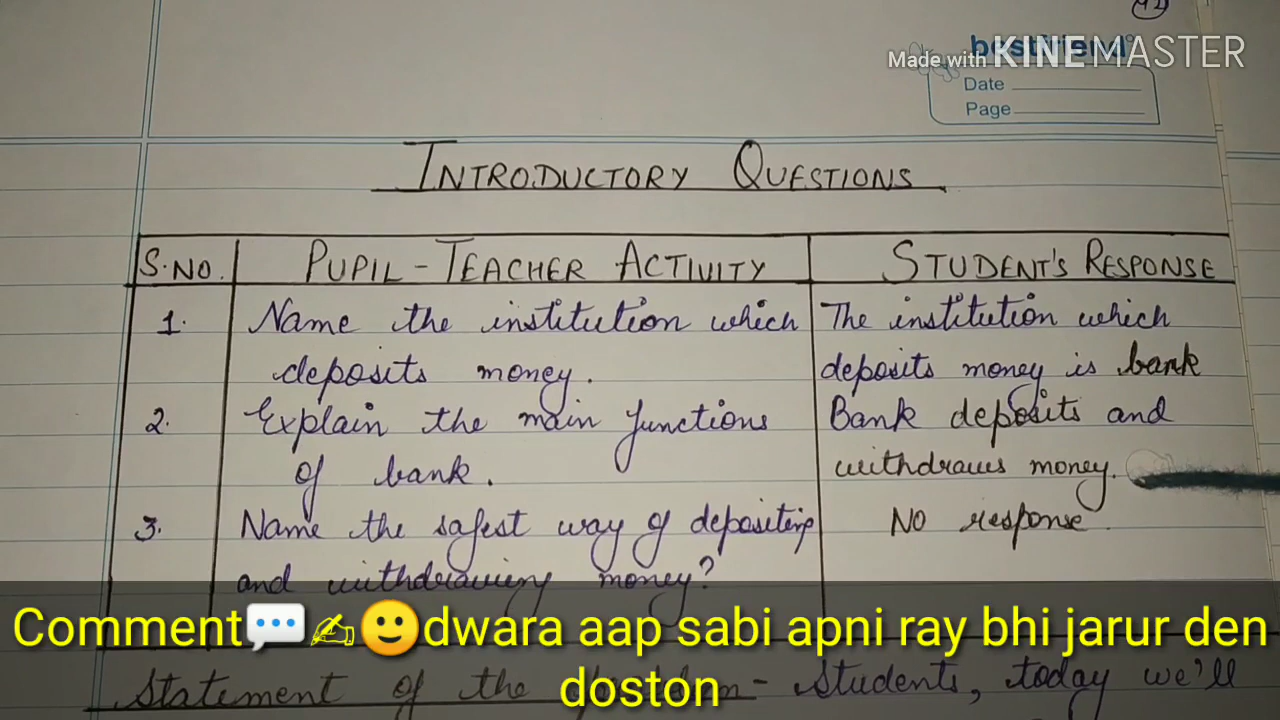 bestfriend
Made with KINEMASTER
Date
Page
INTRODUCTORY QUESTIONS
S.NO. PUPIL-TEACHER ACTIVITY STUDENT'S RESPONSE
1. Name the institution which The institution which
deposits money. deposits money is bank
2. Explain the main functions Bank deposits and
of bank. withdraws money.
3. Name the safest way of depositing No response.
and withdrawing money?
Comment💬✍🙂dwara aap sabi apni ray bhi jarur den
doston
Statement of the - Students, today we'll